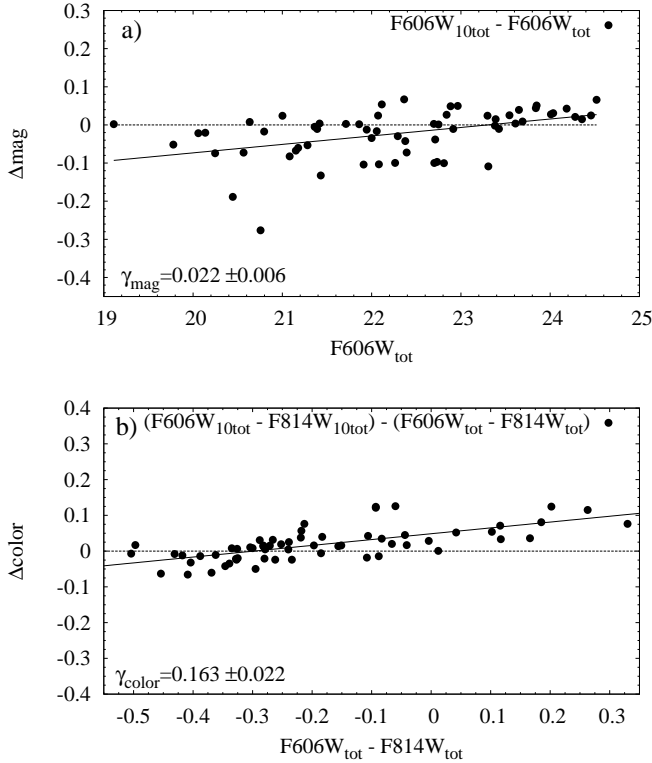 0.3
0.2
0.1
0
-0.1
-0.2
-0.3
-0.4
a)
F606W10tot - F606Wtot
Δmag
γmag=0.022 ±0.006
19 20 21 22 23 24 25
F606Wtot
0.4
0.3
0.2
0.1
0
-0.1
-0.2
-0.3
-0.4
b) (F606W10tot - F814W10tot) - (F606Wtot - F814Wtot)
Δcolor
γcolor=0.163 ±0.022
-0.5 -0.4 -0.3 -0.2 -0.1 0 0.1 0.2 0.3
F606Wtot - F814Wtot